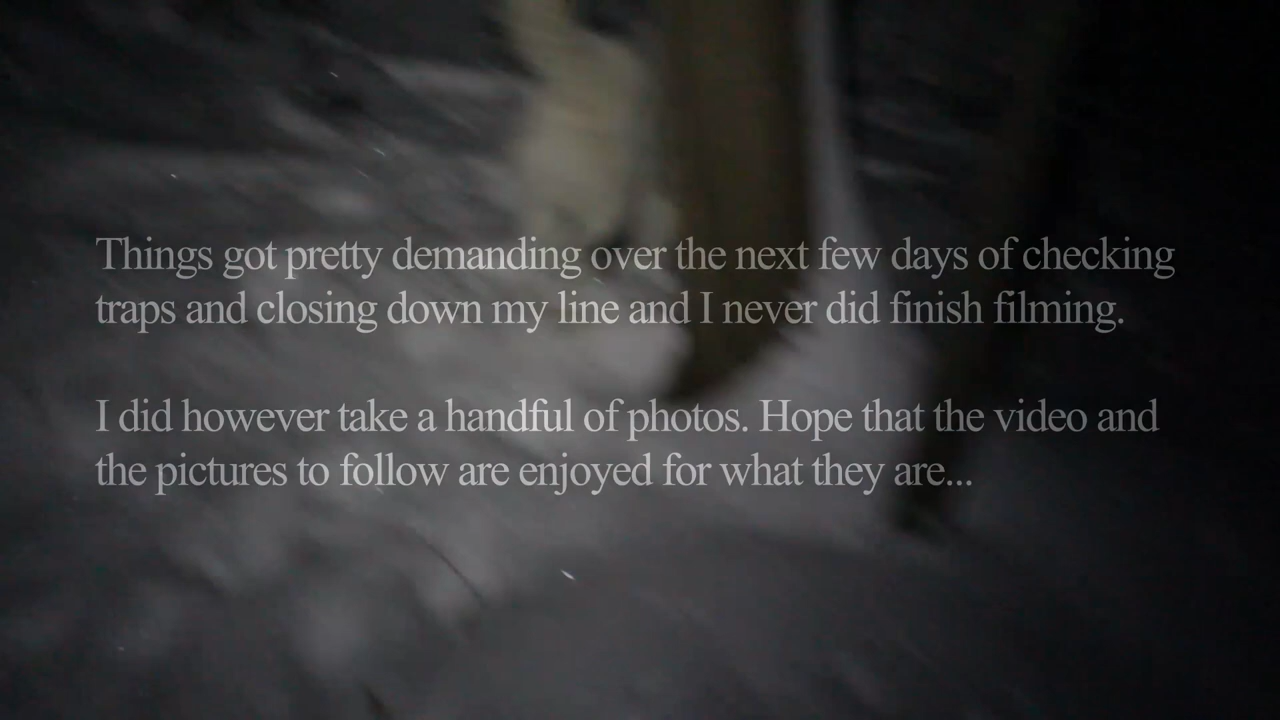 Things got pretty demanding over the next few days of checking
traps and closing down my line and I never did finish filming.
I did however take a handful of photos. Hope that the video and
the pictures to follow are enjoyed for what they are...